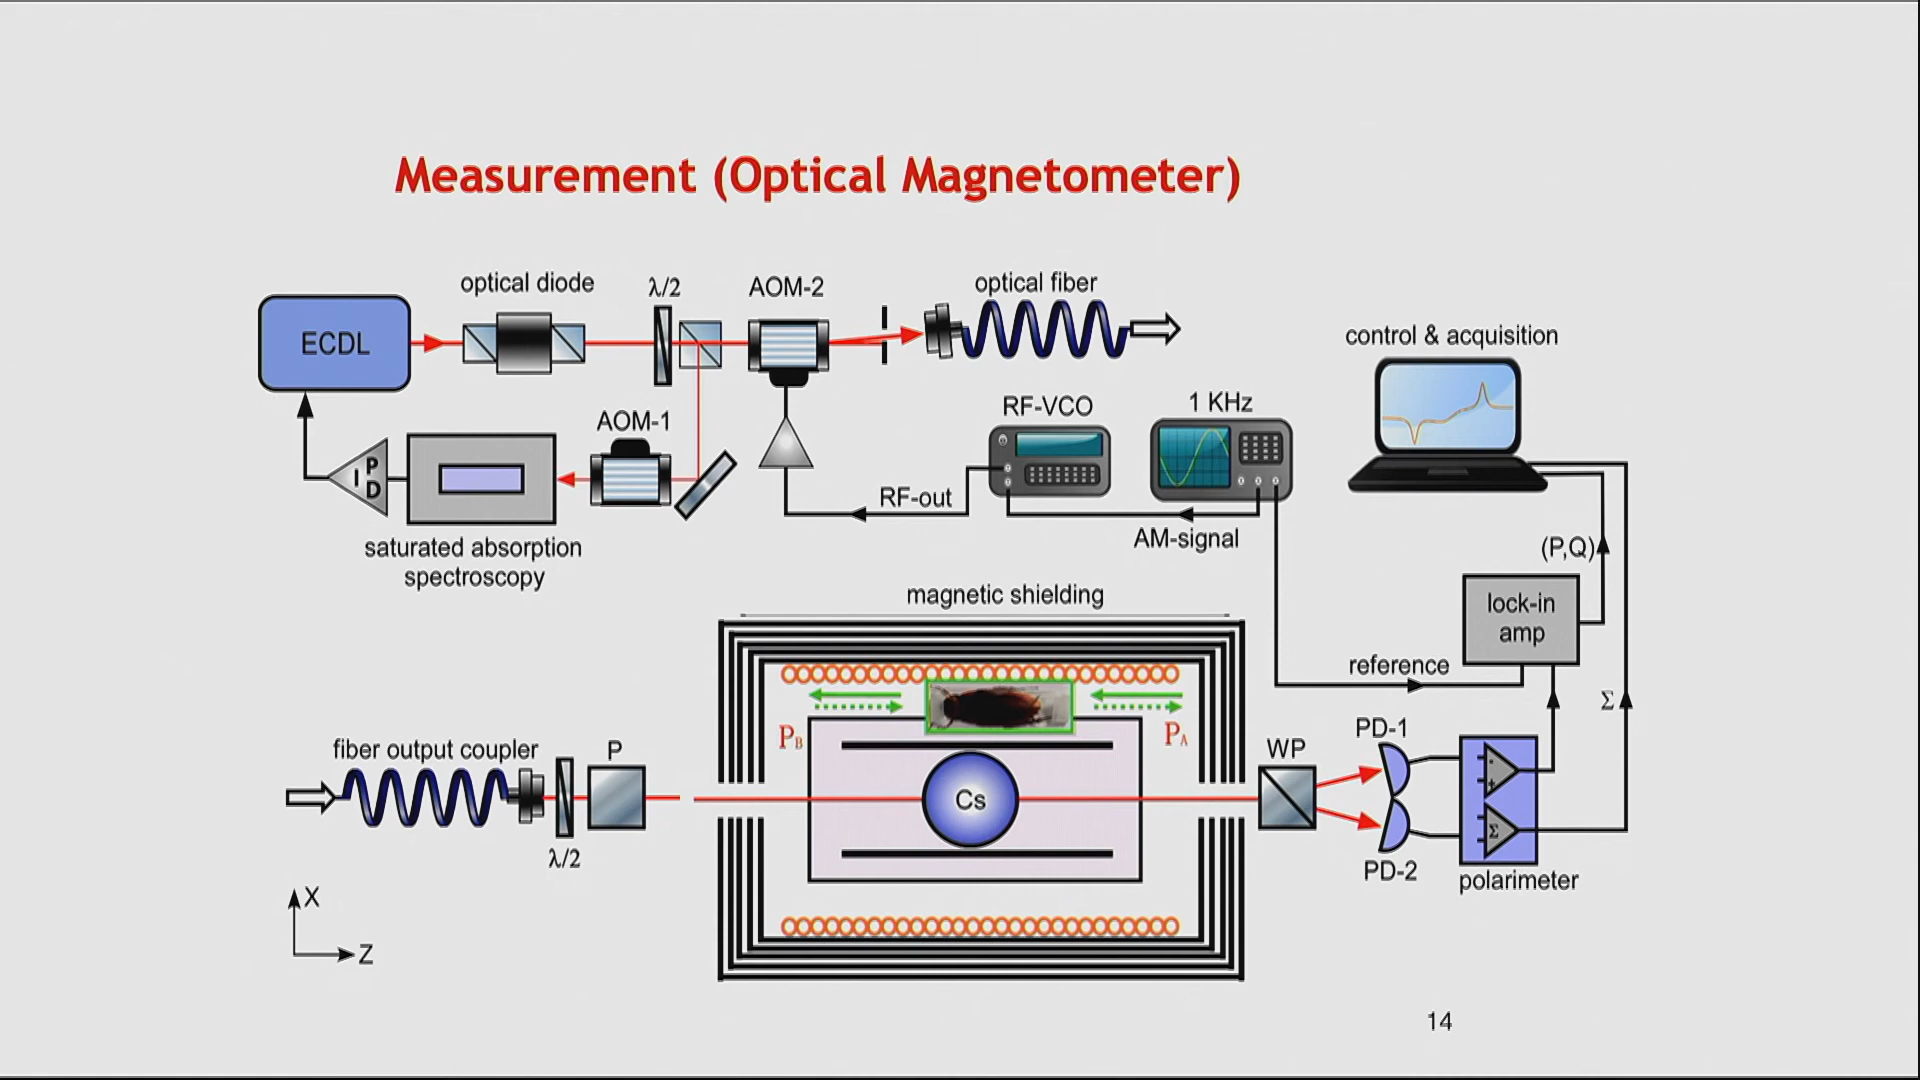 Measurement (Optical Magnetometer)
optical diode
λ/2
AOM-2
optical fiber
ECDL
control & acquisition
AOM-1
RF-VCO
1 KHz
P
I
D
RF-out
AM-signal
saturated absorption
spectroscopy
(P,Q)
magnetic shielding
lock-in
amp
reference
Σ
fiber output coupler
P
PB
PA
WP
PD-1
Cs
-
+
Σ
λ/2
PD-2
polarimeter
X
Z
14